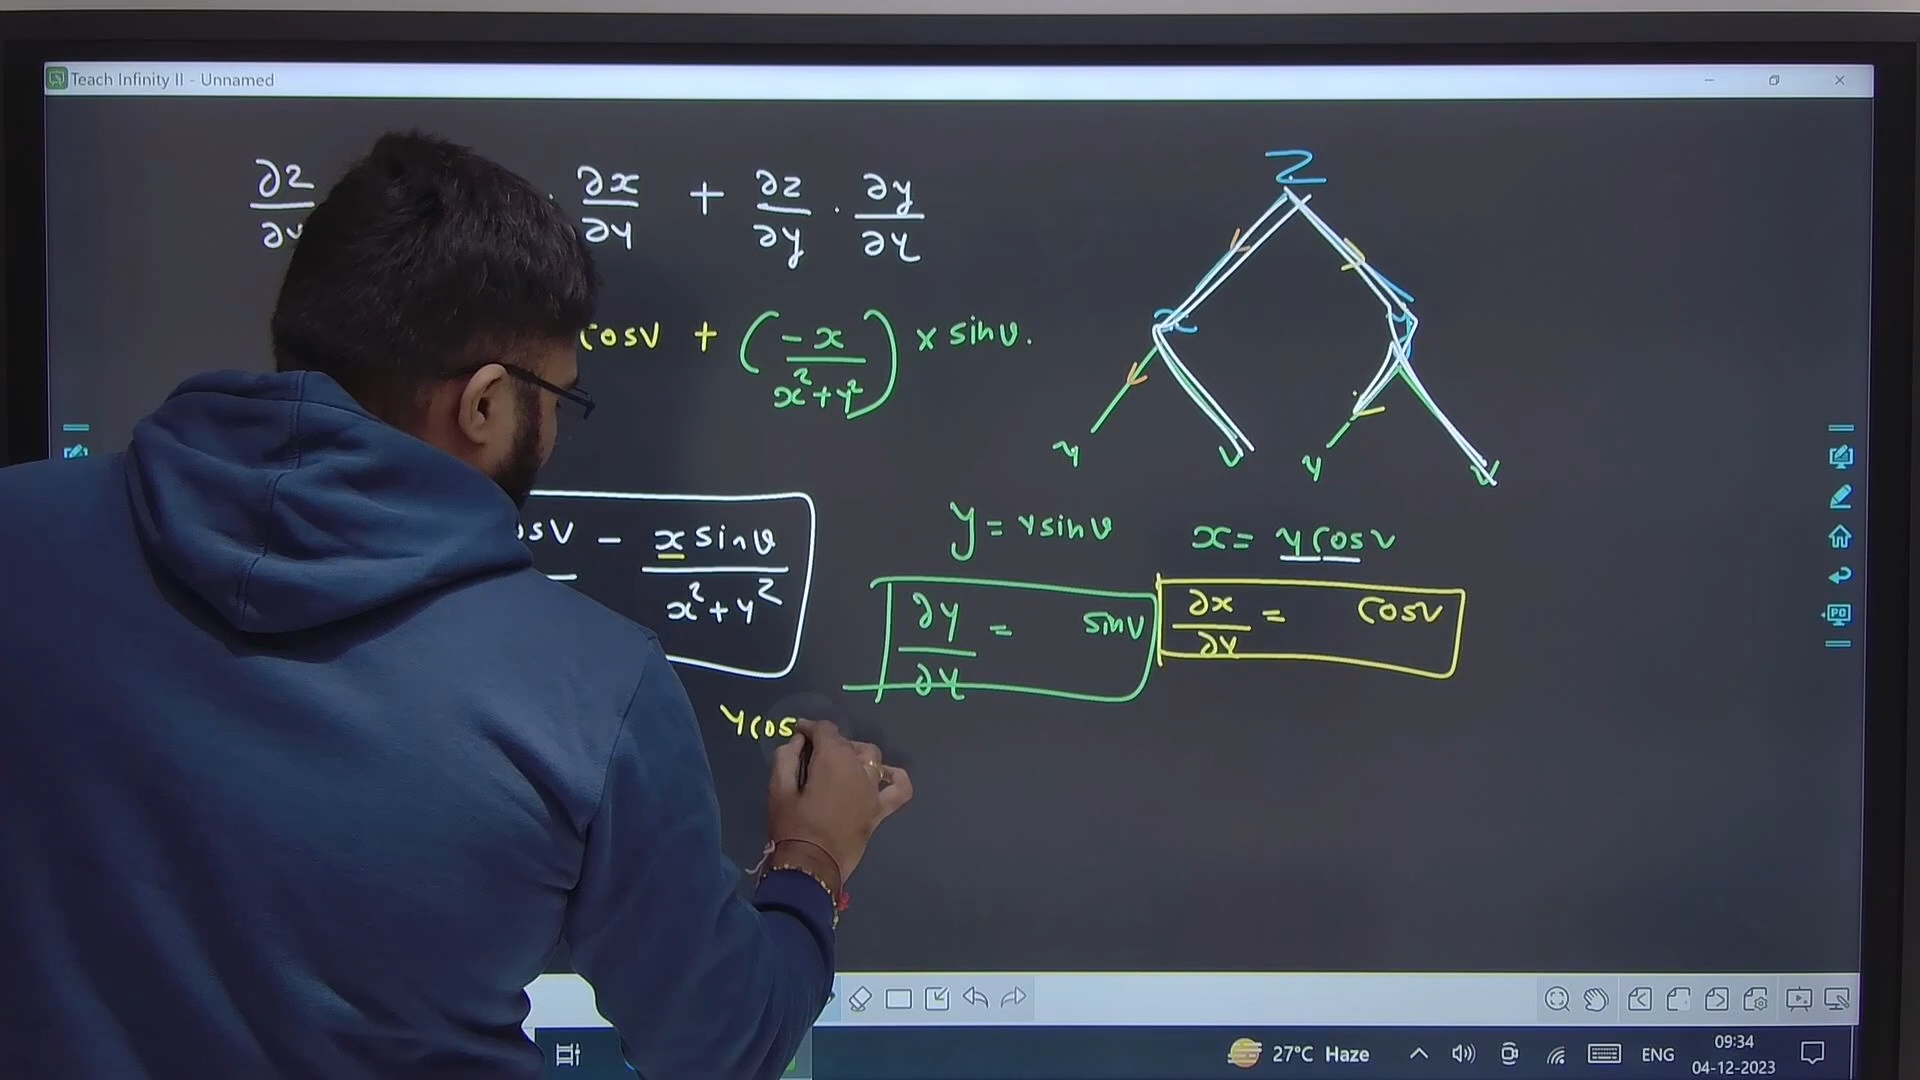 Teach Infinity II - Unnamed
∂z · ∂x/∂r + ∂z/∂y · ∂y/∂r
Z
cosv + (-x/x²+y²) × sinv.
x y
r v r v
osv - x sinv/x²+y²
y = r sinv x = r cosv
∂y/∂r = sinv ∂x/∂r = cosv
rcos
PC
27°C Haze
ENG
09:34
04-12-2023